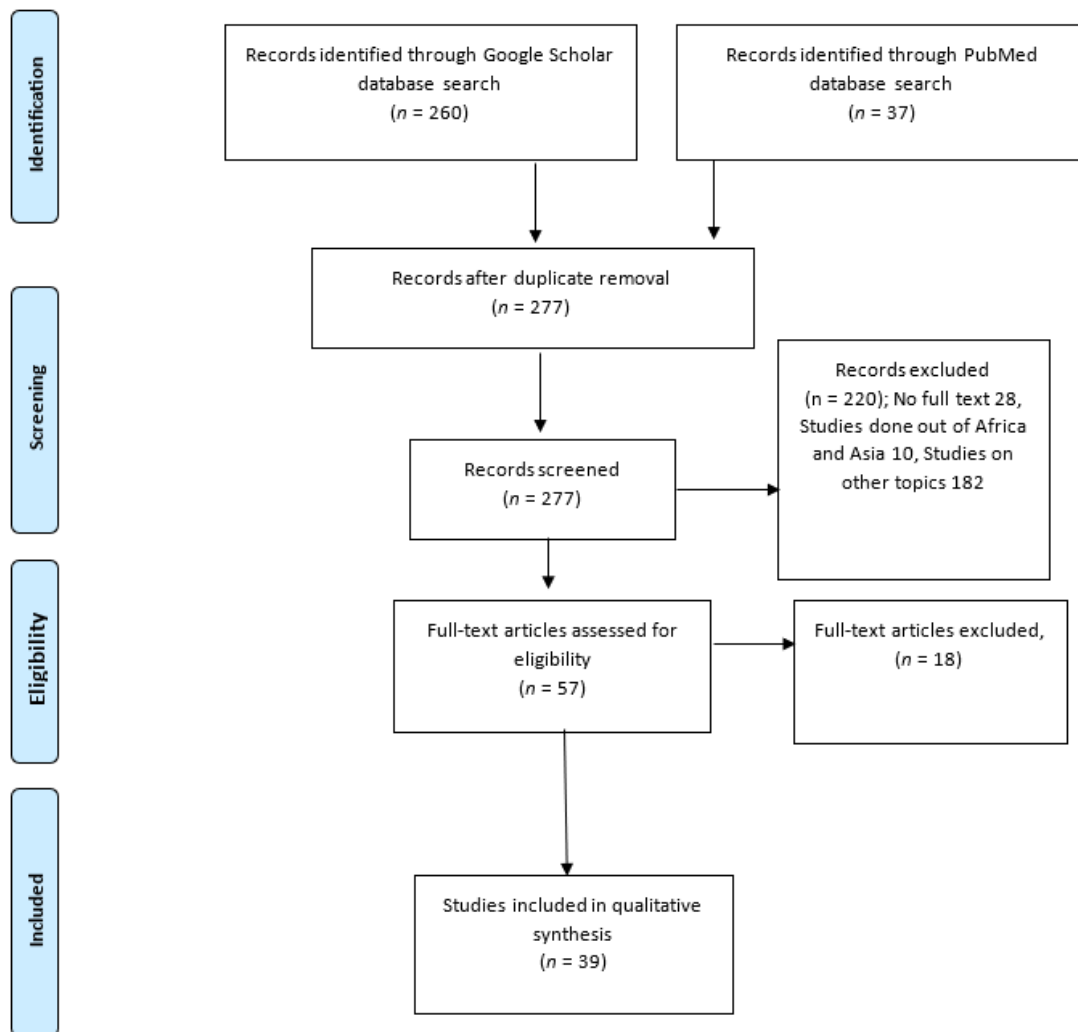 Identification
Records identified through Google Scholar
database search
(n = 260)
Records identified through PubMed
database search
(n = 37)
Records after duplicate removal
(n = 277)
Screening
Records screened
(n = 277)
Records excluded
(n = 220); No full text 28,
Studies done out of Africa
and Asia 10, Studies on
other topics 182
Eligibility
Full-text articles assessed for
eligibility
(n = 57)
Full-text articles excluded,
(n = 18)
Included
Studies included in qualitative
synthesis
(n = 39)